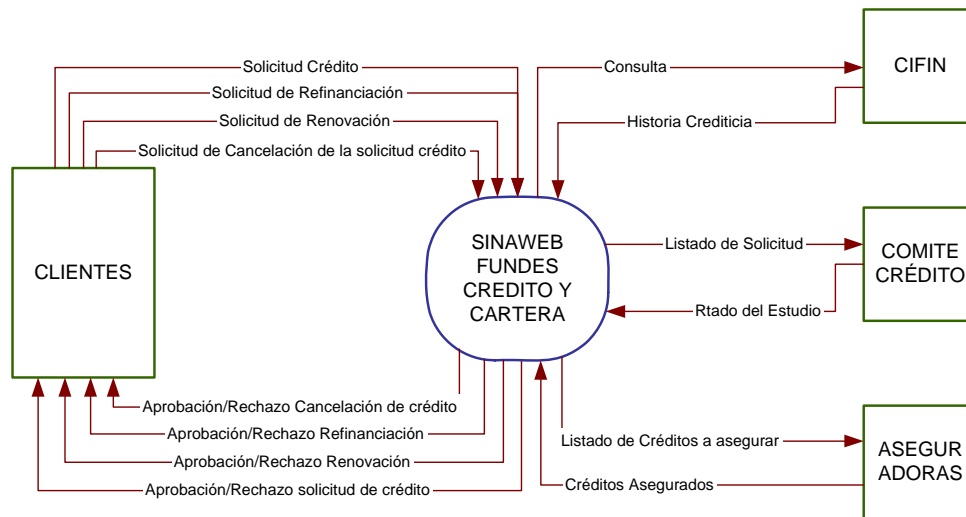 Solicitud Crédito
Solicitud de Refinanciación
Solicitud de Renovación
Solicitud de Cancelación de la solicitud crédito
CLIENTES
SINAWEB
FUNDES
CREDITO Y
CARTERA
Consulta
CIFIN
Historia Crediticia
Listado de Solicitud
COMITE
CRÉDITO
Rtado del Estudio
Aprobación/Rechazo Cancelación de crédito
Aprobación/Rechazo Refinanciación
Aprobación/Rechazo Renovación
Aprobación/Rechazo solicitud de crédito
Listado de Créditos a asegurar
Créditos Asegurados
ASEGUR
ADORAS